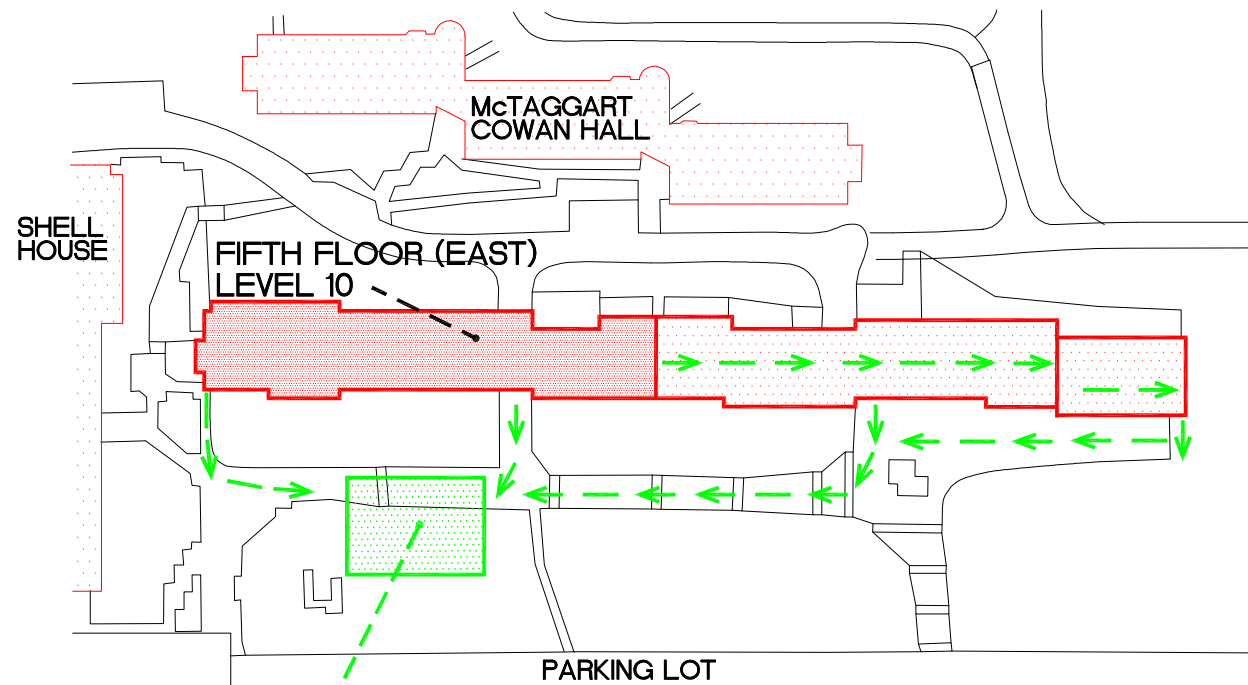 McTAGGART
COWAN HALL
SHELL
HOUSE
FIFTH FLOOR (EAST)
LEVEL 10
PARKING LOT